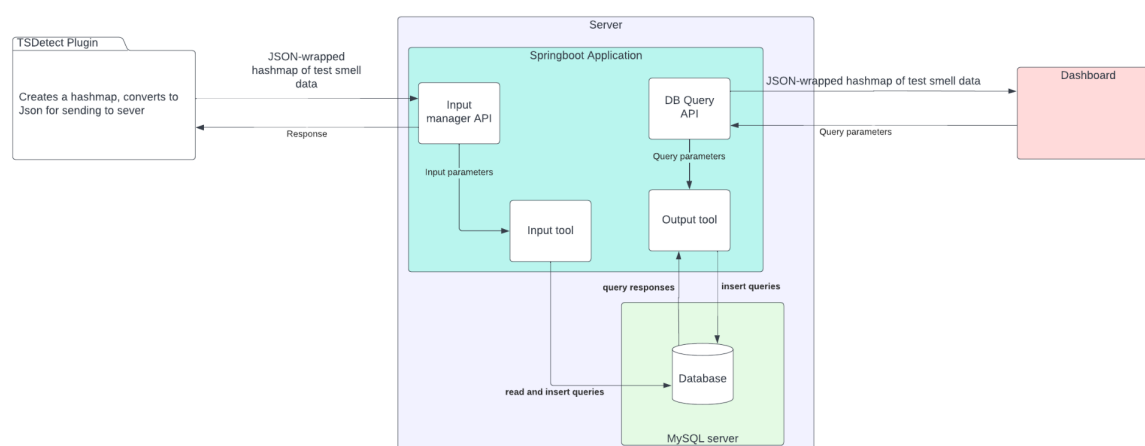 Server
TSDetect Plugin
Creates a hashmap, converts to
Json for sending to sever
JSON-wrapped
hashmap of test smell
data
Response
Springboot Application
Input
manager API
Input parameters
Input tool
DB Query
API
Query parameters
Output tool
JSON-wrapped hashmap of test smell data
Query parameters
Dashboard
query responses
insert queries
read and insert queries
Database
MySQL server